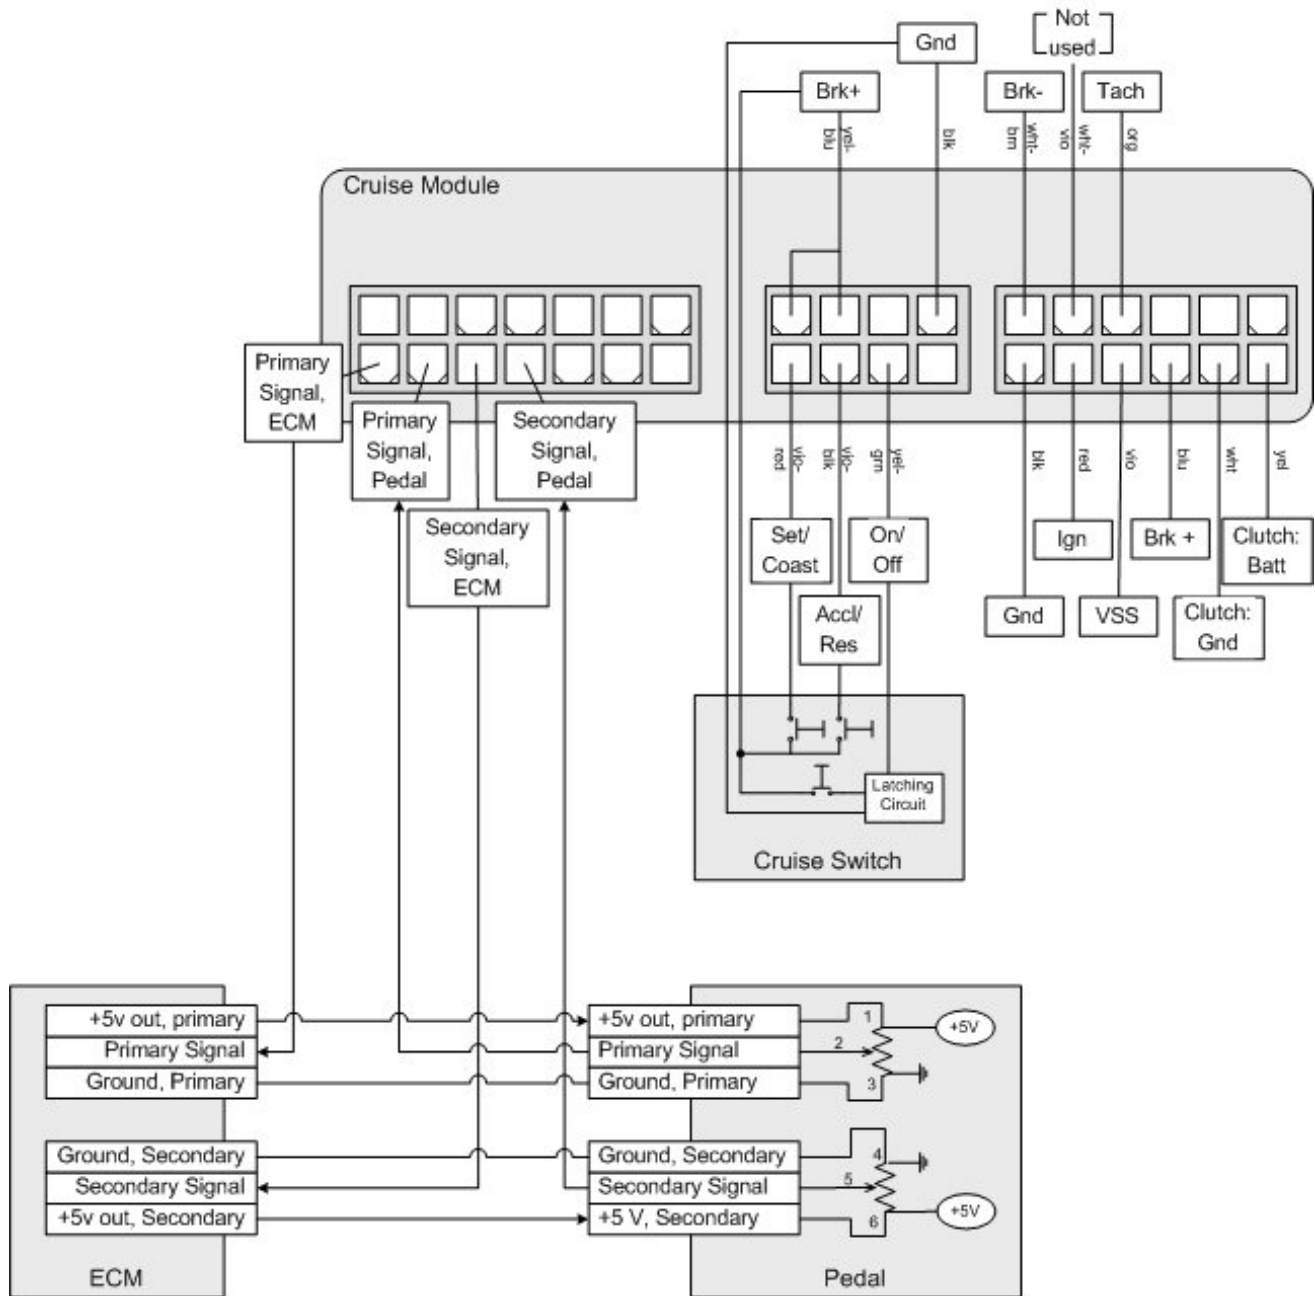 Not
used
Gnd
Brk+
Brk-
Tach
yel-
blu
blk
wht-
brn
wht-
vio
org
Cruise Module
Primary
Signal,
ECM
Primary
Signal,
Pedal
Secondary
Signal,
Pedal
Secondary
Signal,
ECM
vio-
red
vio-
blk
yel-
grn
blk
red
vio
blu
wht
yel
Set/
Coast
On/
Off
Accl/
Res
Ign
Brk +
Clutch:
Batt
Gnd
VSS
Clutch:
Gnd
Latching
Circuit
Cruise Switch
+5v out, primary
Primary Signal
Ground, Primary
Ground, Secondary
Secondary Signal
+5v out, Secondary
ECM
+5v out, primary
Primary Signal
Ground, Primary
Ground, Secondary
Secondary Signal
+5 V, Secondary
1
2
3
+5V
4
5
6
+5V
Pedal